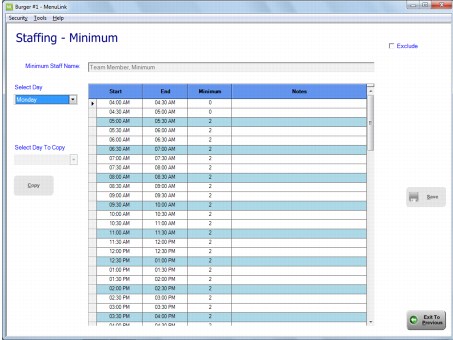 Burger #1 - MenuLink
Security Tools Help
Staffing - Minimum
Exclude
Minimum Staff Name: Team Member, Minimum
Select Day
Monday
Select Day To Copy
Copy
Start End Minimum Notes
04:00 AM 04:30 AM 0
04:30 AM 05:00 AM 0
05:00 AM 05:30 AM 2
05:30 AM 06:00 AM 2
06:00 AM 06:30 AM 2
06:30 AM 07:00 AM 2
07:00 AM 07:30 AM 2
07:30 AM 08:00 AM 2
08:00 AM 08:30 AM 2
08:30 AM 09:00 AM 2
09:00 AM 09:30 AM 2
09:30 AM 10:00 AM 2
10:00 AM 10:30 AM 2
10:30 AM 11:00 AM 2
11:00 AM 11:30 AM 2
11:30 AM 12:00 PM 2
12:00 PM 12:30 PM 2
12:30 PM 01:00 PM 2
01:00 PM 01:30 PM 2
01:30 PM 02:00 PM 2
02:00 PM 02:30 PM 2
02:30 PM 03:00 PM 2
03:00 PM 03:30 PM 2
03:30 PM 04:00 PM 2
04:00 PM 04:30 PM 2
Save
Exit To
Previous